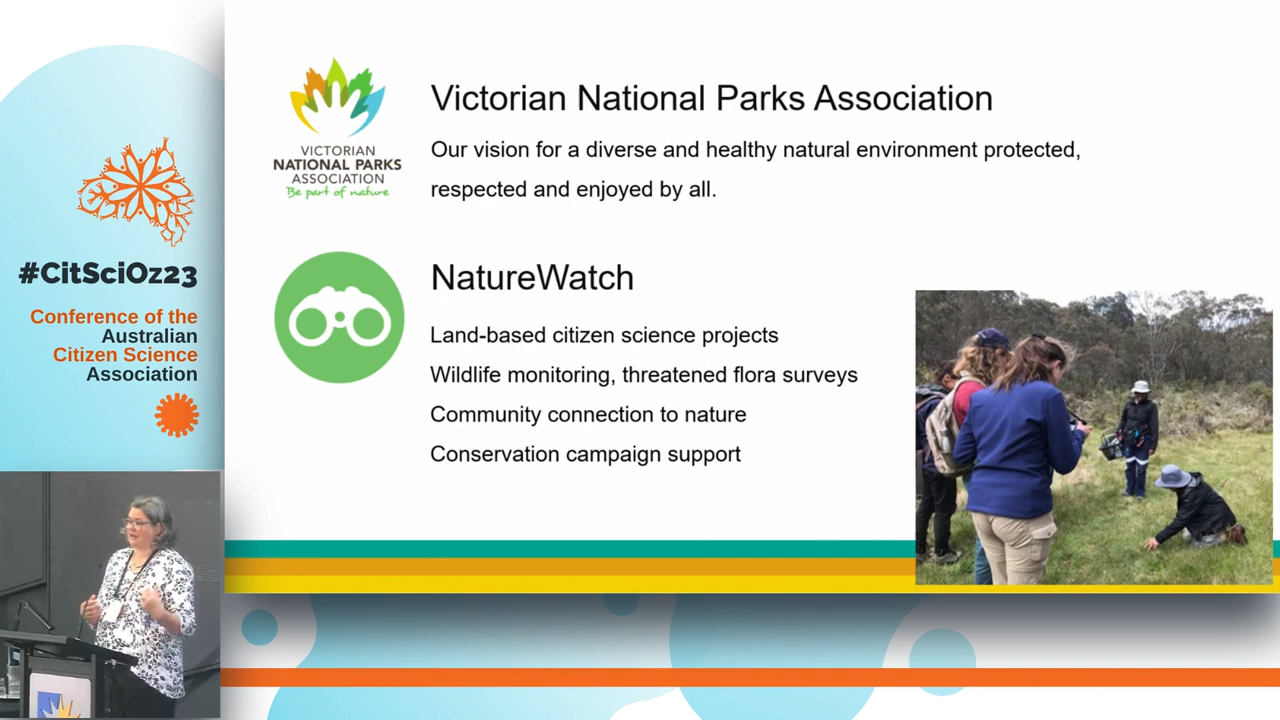 #CitSciOz23
Conference of the
Australian
Citizen Science
Association
VICTORIAN
NATIONAL PARKS
ASSOCIATION
Be part of nature
Victorian National Parks Association
Our vision for a diverse and healthy natural environment protected,
respected and enjoyed by all.
NatureWatch
Land-based citizen science projects
Wildlife monitoring, threatened flora surveys
Community connection to nature
Conservation campaign support